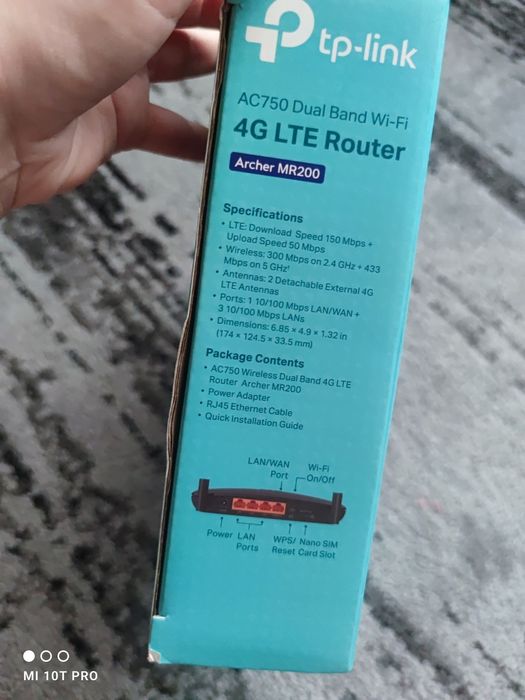 tp-link
AC750 Dual Band Wi-Fi
4G LTE Router
Archer MR200
Specifications
• LTE: Download Speed 150 Mbps +
Upload Speed 50 Mbps
• Wireless: 300 Mbps on 2.4 GHz + 433
Mbps on 5 GHz†
• Antennas: 2 Detachable External 4G
LTE Antennas
• Ports: 1 10/100 Mbps LAN/WAN +
3 10/100 Mbps LANs
• Dimensions: 6.85 × 4.9 × 1.32 in
(174 × 124.5 × 33.5 mm)
Package Contents
• AC750 Wireless Dual Band 4G LTE
Router Archer MR200
• Power Adapter
• RJ45 Ethernet Cable
• Quick Installation Guide
LAN/WAN
Port
Wi-Fi
On/Off
Power
LAN
Ports
WPS/
Reset
Nano SIM
Card Slot
MI 10T PRO